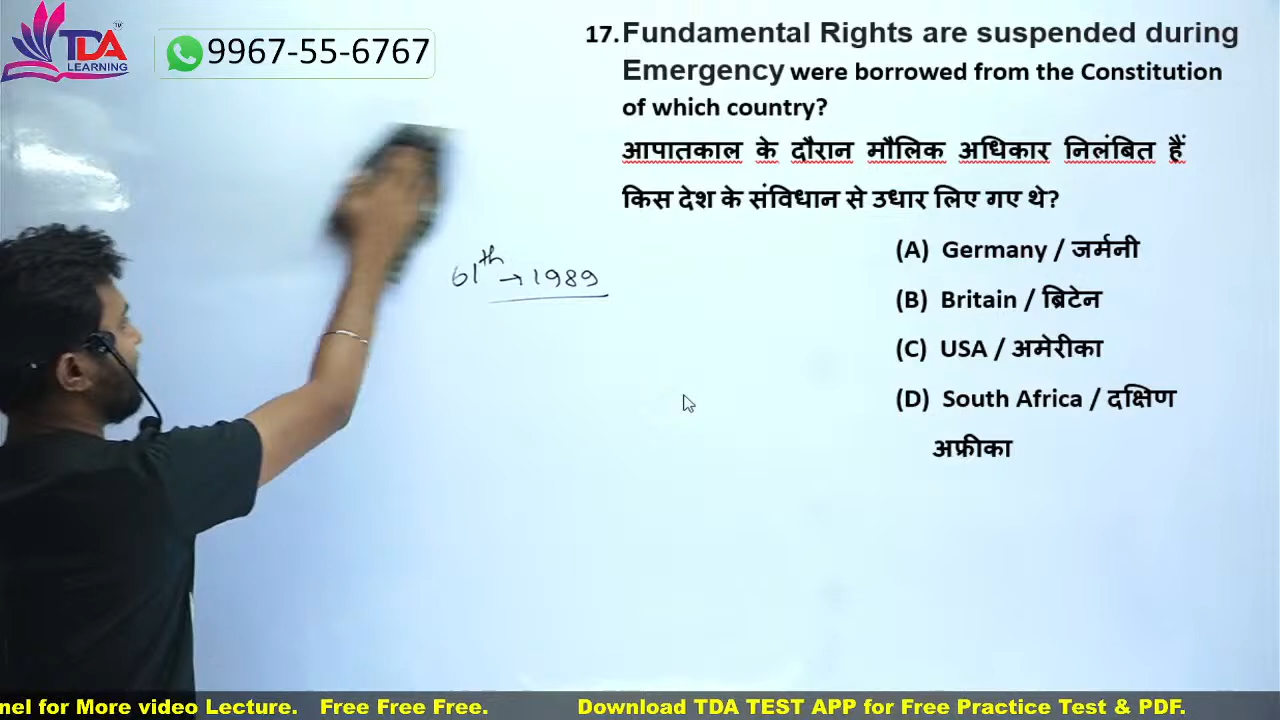 TDA
LEARNING
9967-55-6767
17. Fundamental Rights are suspended during
Emergency were borrowed from the Constitution
of which country?
आपातकाल के दौरान मौलिक अधिकार निलंबित हैं
किस देश के संविधान से उधार लिए गए थे?
(A) Germany / जर्मनी
(B) Britain / ब्रिटेन
(C) USA / अमेरीका
(D) South Africa / दक्षिण
अफ्रीका
61th → 1989
nel for More video Lecture. Free Free Free. Download TDA TEST APP for Free Practice Test & PDF.